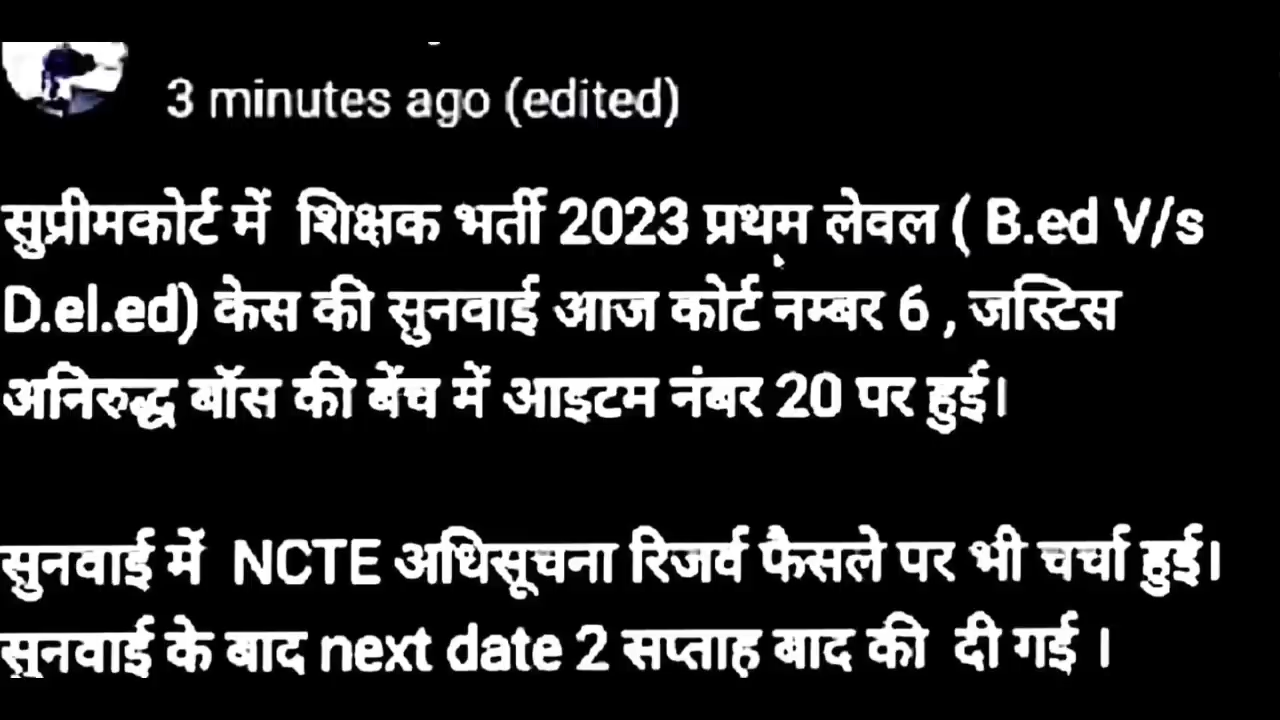 3 minutes ago (edited)
सुप्रीमकोर्ट में शिक्षक भर्ती 2023 प्रथम लेवल ( B.ed V/s
D.el.ed) केस की सुनवाई आज कोर्ट नम्बर 6 , जस्टिस
अनिरुद्ध बॉस की बेंच में आइटम नंबर 20 पर हुई।
सुनवाई में NCTE अधिसूचना रिजर्व फैसले पर भी चर्चा हुई।
सुनवाई के बाद next date 2 सप्ताह बाद की दी गई ।